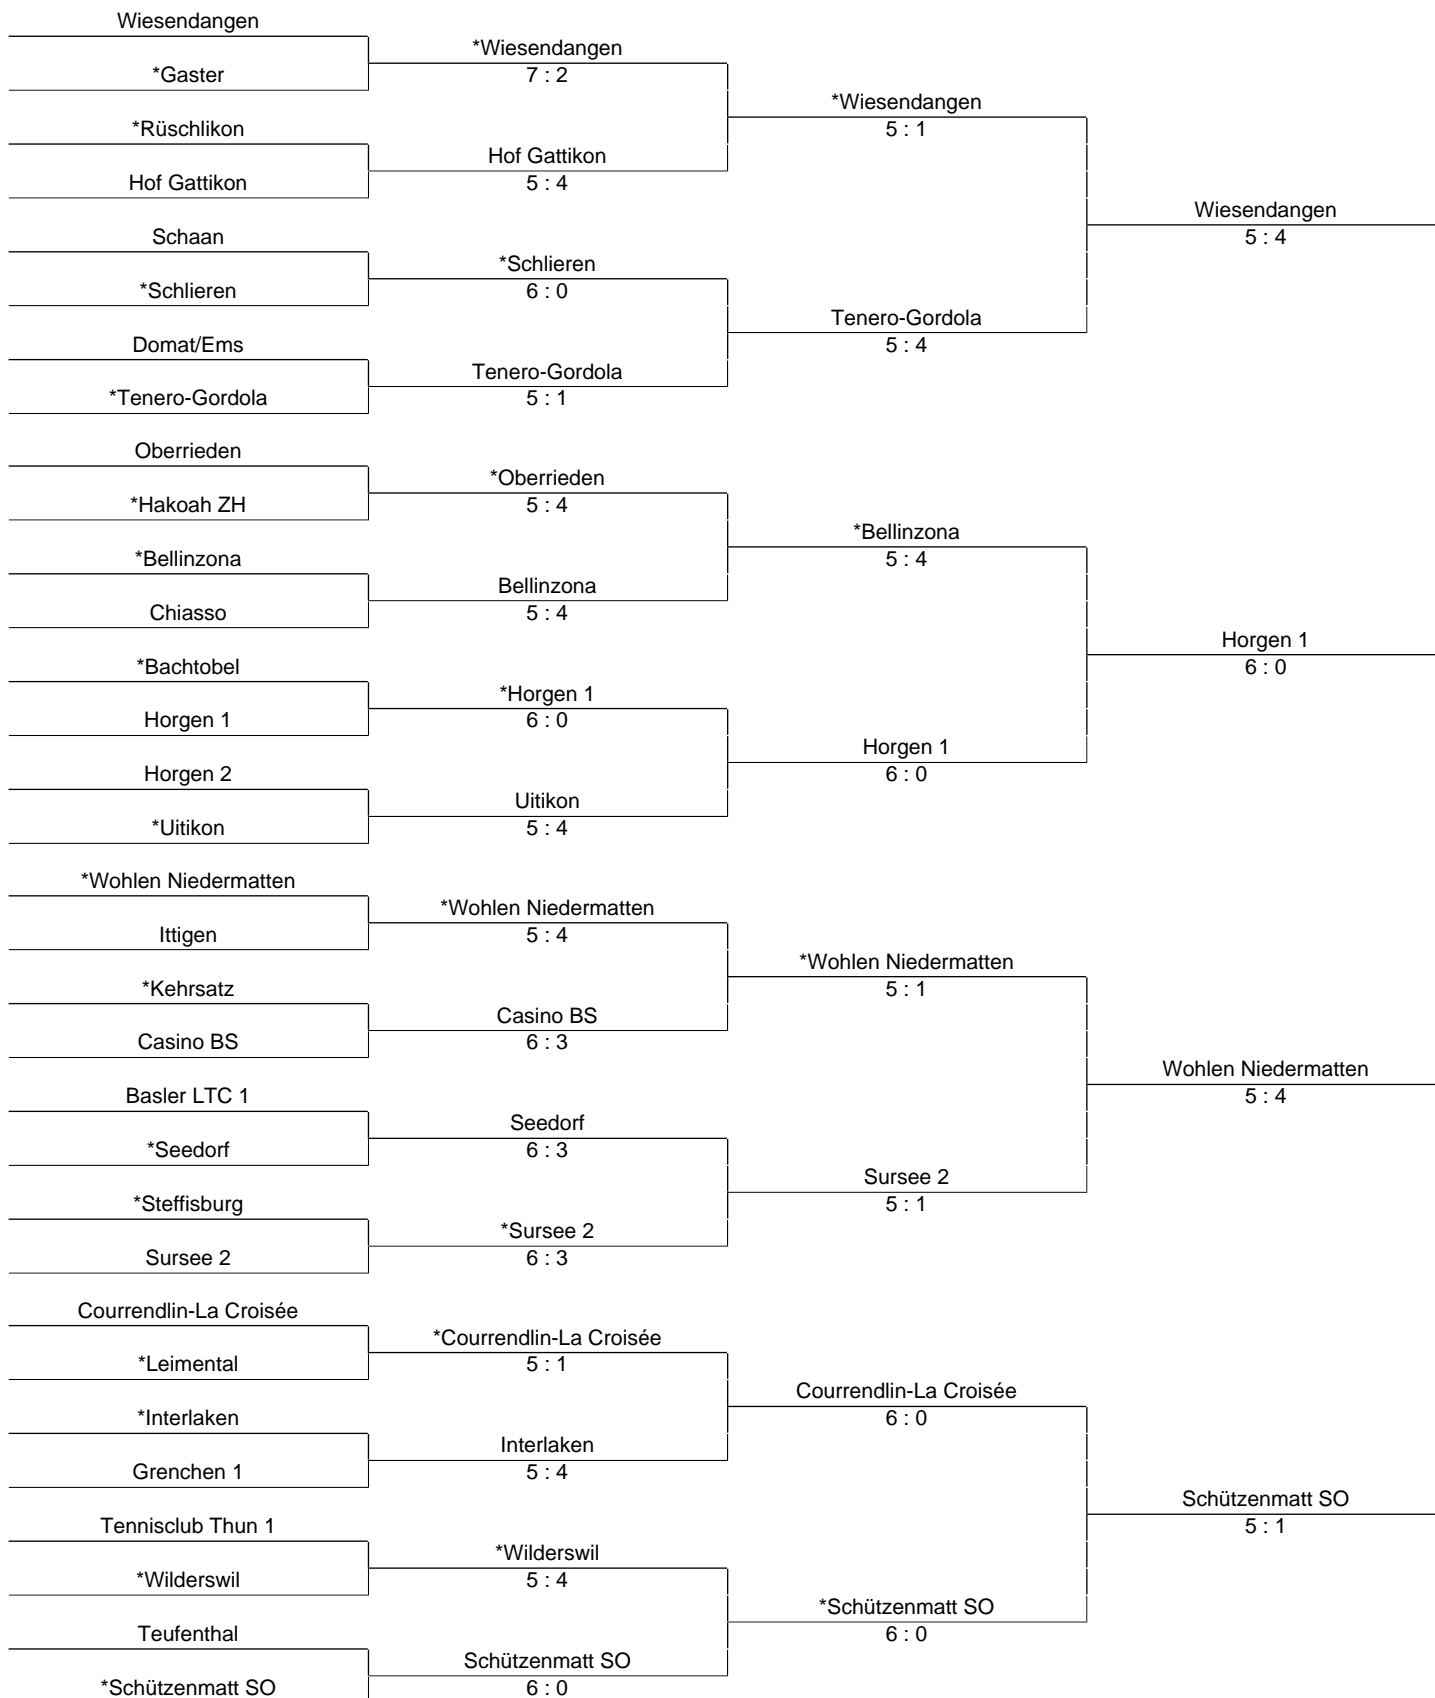 Wiesendangen
*Gaster
*Rüschlikon
Hof Gattikon
Schaan
*Schlieren
Domat/Ems
*Tenero-Gordola
Oberrieden
*Hakoah ZH
*Bellinzona
Chiasso
*Bachtobel
Horgen 1
Horgen 2
*Uitikon
*Wohlen Niedermatten
Ittigen
*Kehrsatz
Casino BS
Basler LTC 1
*Seedorf
*Steffisburg
Sursee 2
Courrendlin-La Croisée
*Leimental
*Interlaken
Grenchen 1
Tennisclub Thun 1
*Wilderswil
Teufenthal
*Schützenmatt SO
*Wiesendangen
7 : 2
Hof Gattikon
5 : 4
*Schlieren
6 : 0
Tenero-Gordola
5 : 1
*Oberrieden
5 : 4
Bellinzona
5 : 4
*Horgen 1
6 : 0
Uitikon
5 : 4
*Wohlen Niedermatten
5 : 4
Casino BS
6 : 3
Seedorf
6 : 3
*Sursee 2
6 : 3
*Courrendlin-La Croisée
5 : 1
Interlaken
5 : 4
*Wilderswil
5 : 4
Schützenmatt SO
6 : 0
*Wiesendangen
5 : 1
Tenero-Gordola
5 : 4
*Bellinzona
5 : 4
Horgen 1
6 : 0
*Wohlen Niedermatten
5 : 1
Sursee 2
5 : 1
Courrendlin-La Croisée
6 : 0
*Schützenmatt SO
6 : 0
Wiesendangen
5 : 4
Horgen 1
6 : 0
Wohlen Niedermatten
5 : 4
Schützenmatt SO
5 : 1